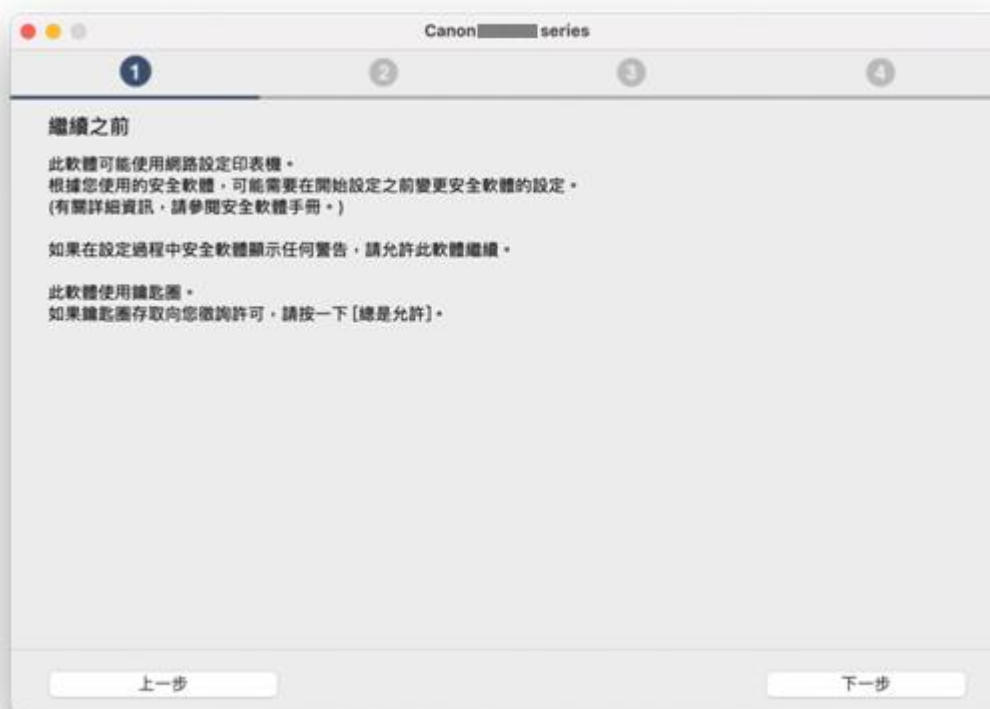 Canon series
1
2
3
4
繼續之前
此軟體可能使用網路設定印表機。
根據您使用的安全軟體，可能需要在開始設定之前變更安全軟體的設定。
(有關詳細資訊，請參閱安全軟體手冊。)
如果在設定過程中安全軟體顯示任何警告，請允許此軟體繼續。
此軟體使用鑰匙圈。
如果鑰匙圈存取向您徵詢許可，請按一下 [總是允許]。
上一步
下一步